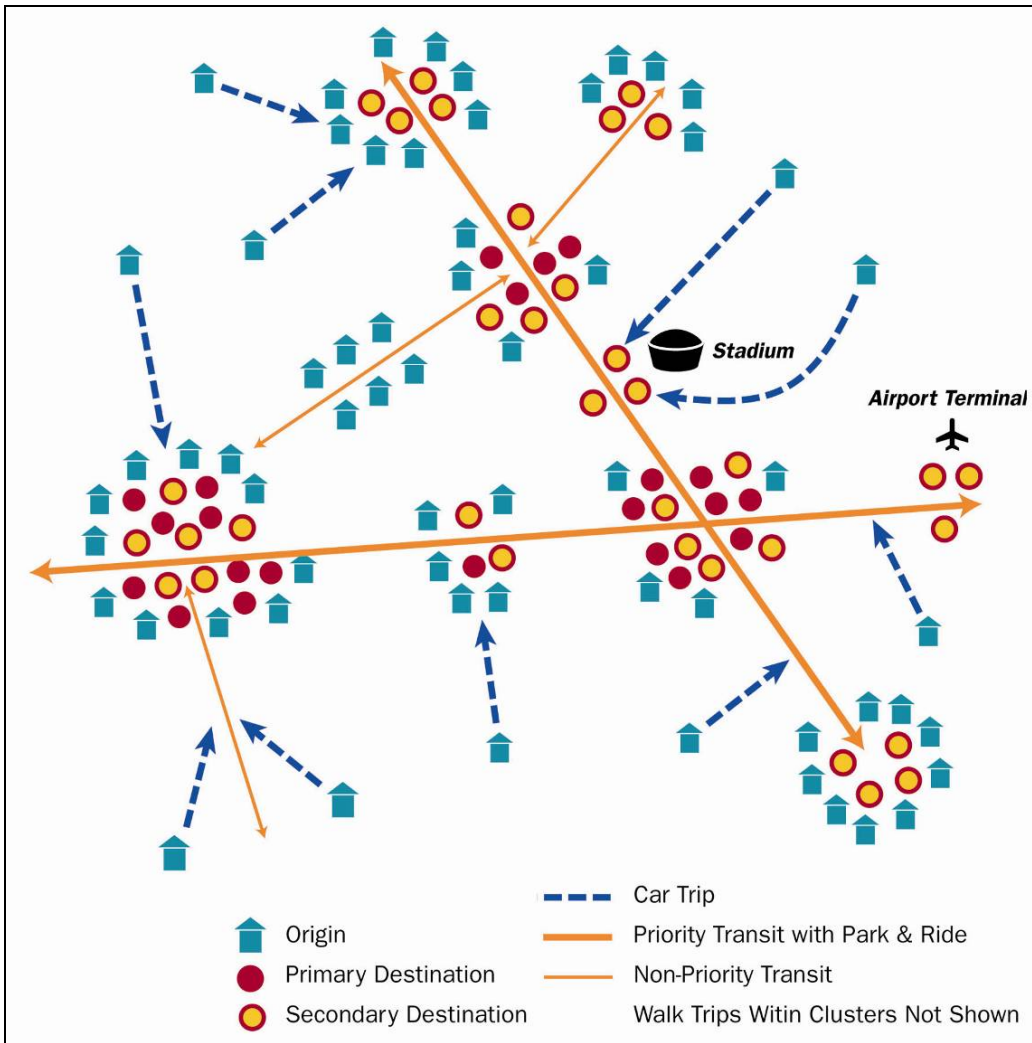 Stadium
Airport Terminal
Car Trip
Origin
Priority Transit with Park & Ride
Primary Destination
Non-Priority Transit
Secondary Destination
Walk Trips Witin Clusters Not Shown